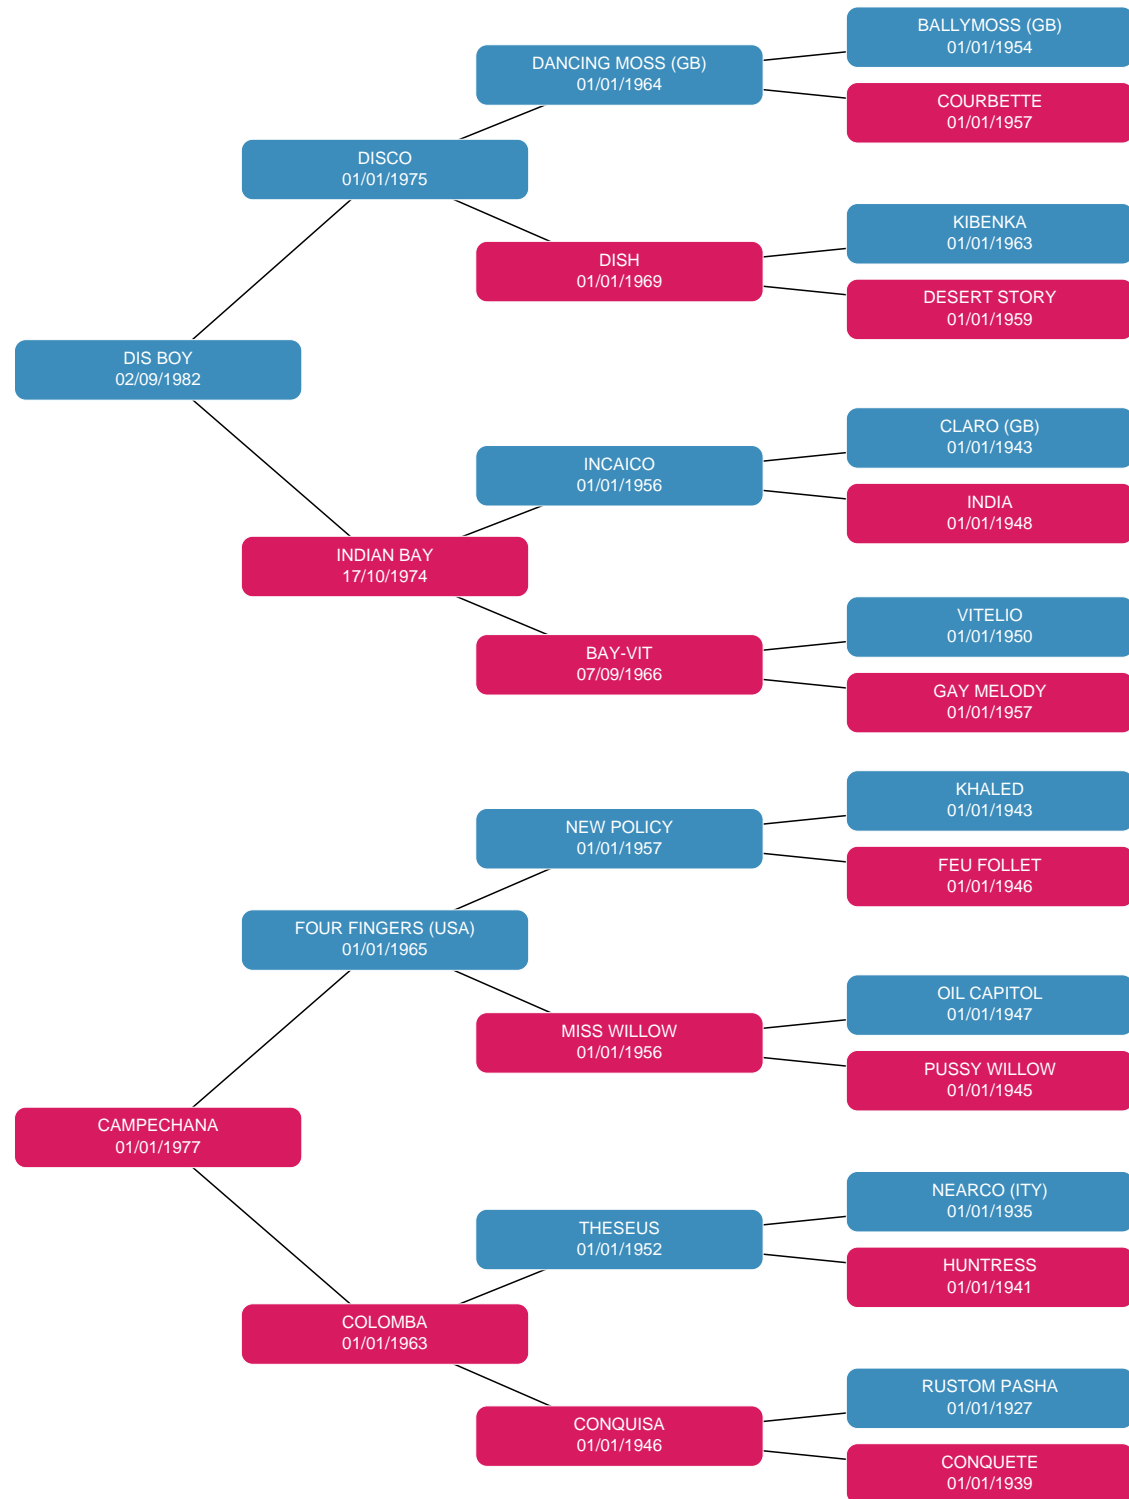 BALLYMOSS (GB)
01/01/1954
DANCING MOSS (GB)
01/01/1964
COURBETTE
01/01/1957
DISCO
01/01/1975
KIBENKA
01/01/1963
DISH
01/01/1969
DESERT STORY
01/01/1959
DIS BOY
02/09/1982
CLARO (GB)
01/01/1943
INCAICO
01/01/1956
INDIA
01/01/1948
INDIAN BAY
17/10/1974
VITELIO
01/01/1950
BAY-VIT
07/09/1966
GAY MELODY
01/01/1957
KHALED
01/01/1943
NEW POLICY
01/01/1957
FEU FOLLET
01/01/1946
FOUR FINGERS (USA)
01/01/1965
OIL CAPITOL
01/01/1947
MISS WILLOW
01/01/1956
PUSSY WILLOW
01/01/1945
CAMPECHANA
01/01/1977
NEARCO (ITY)
01/01/1935
THESEUS
01/01/1952
HUNTRESS
01/01/1941
COLOMBA
01/01/1963
RUSTOM PASHA
01/01/1927
CONQUISA
01/01/1946
CONQUETE
01/01/1939